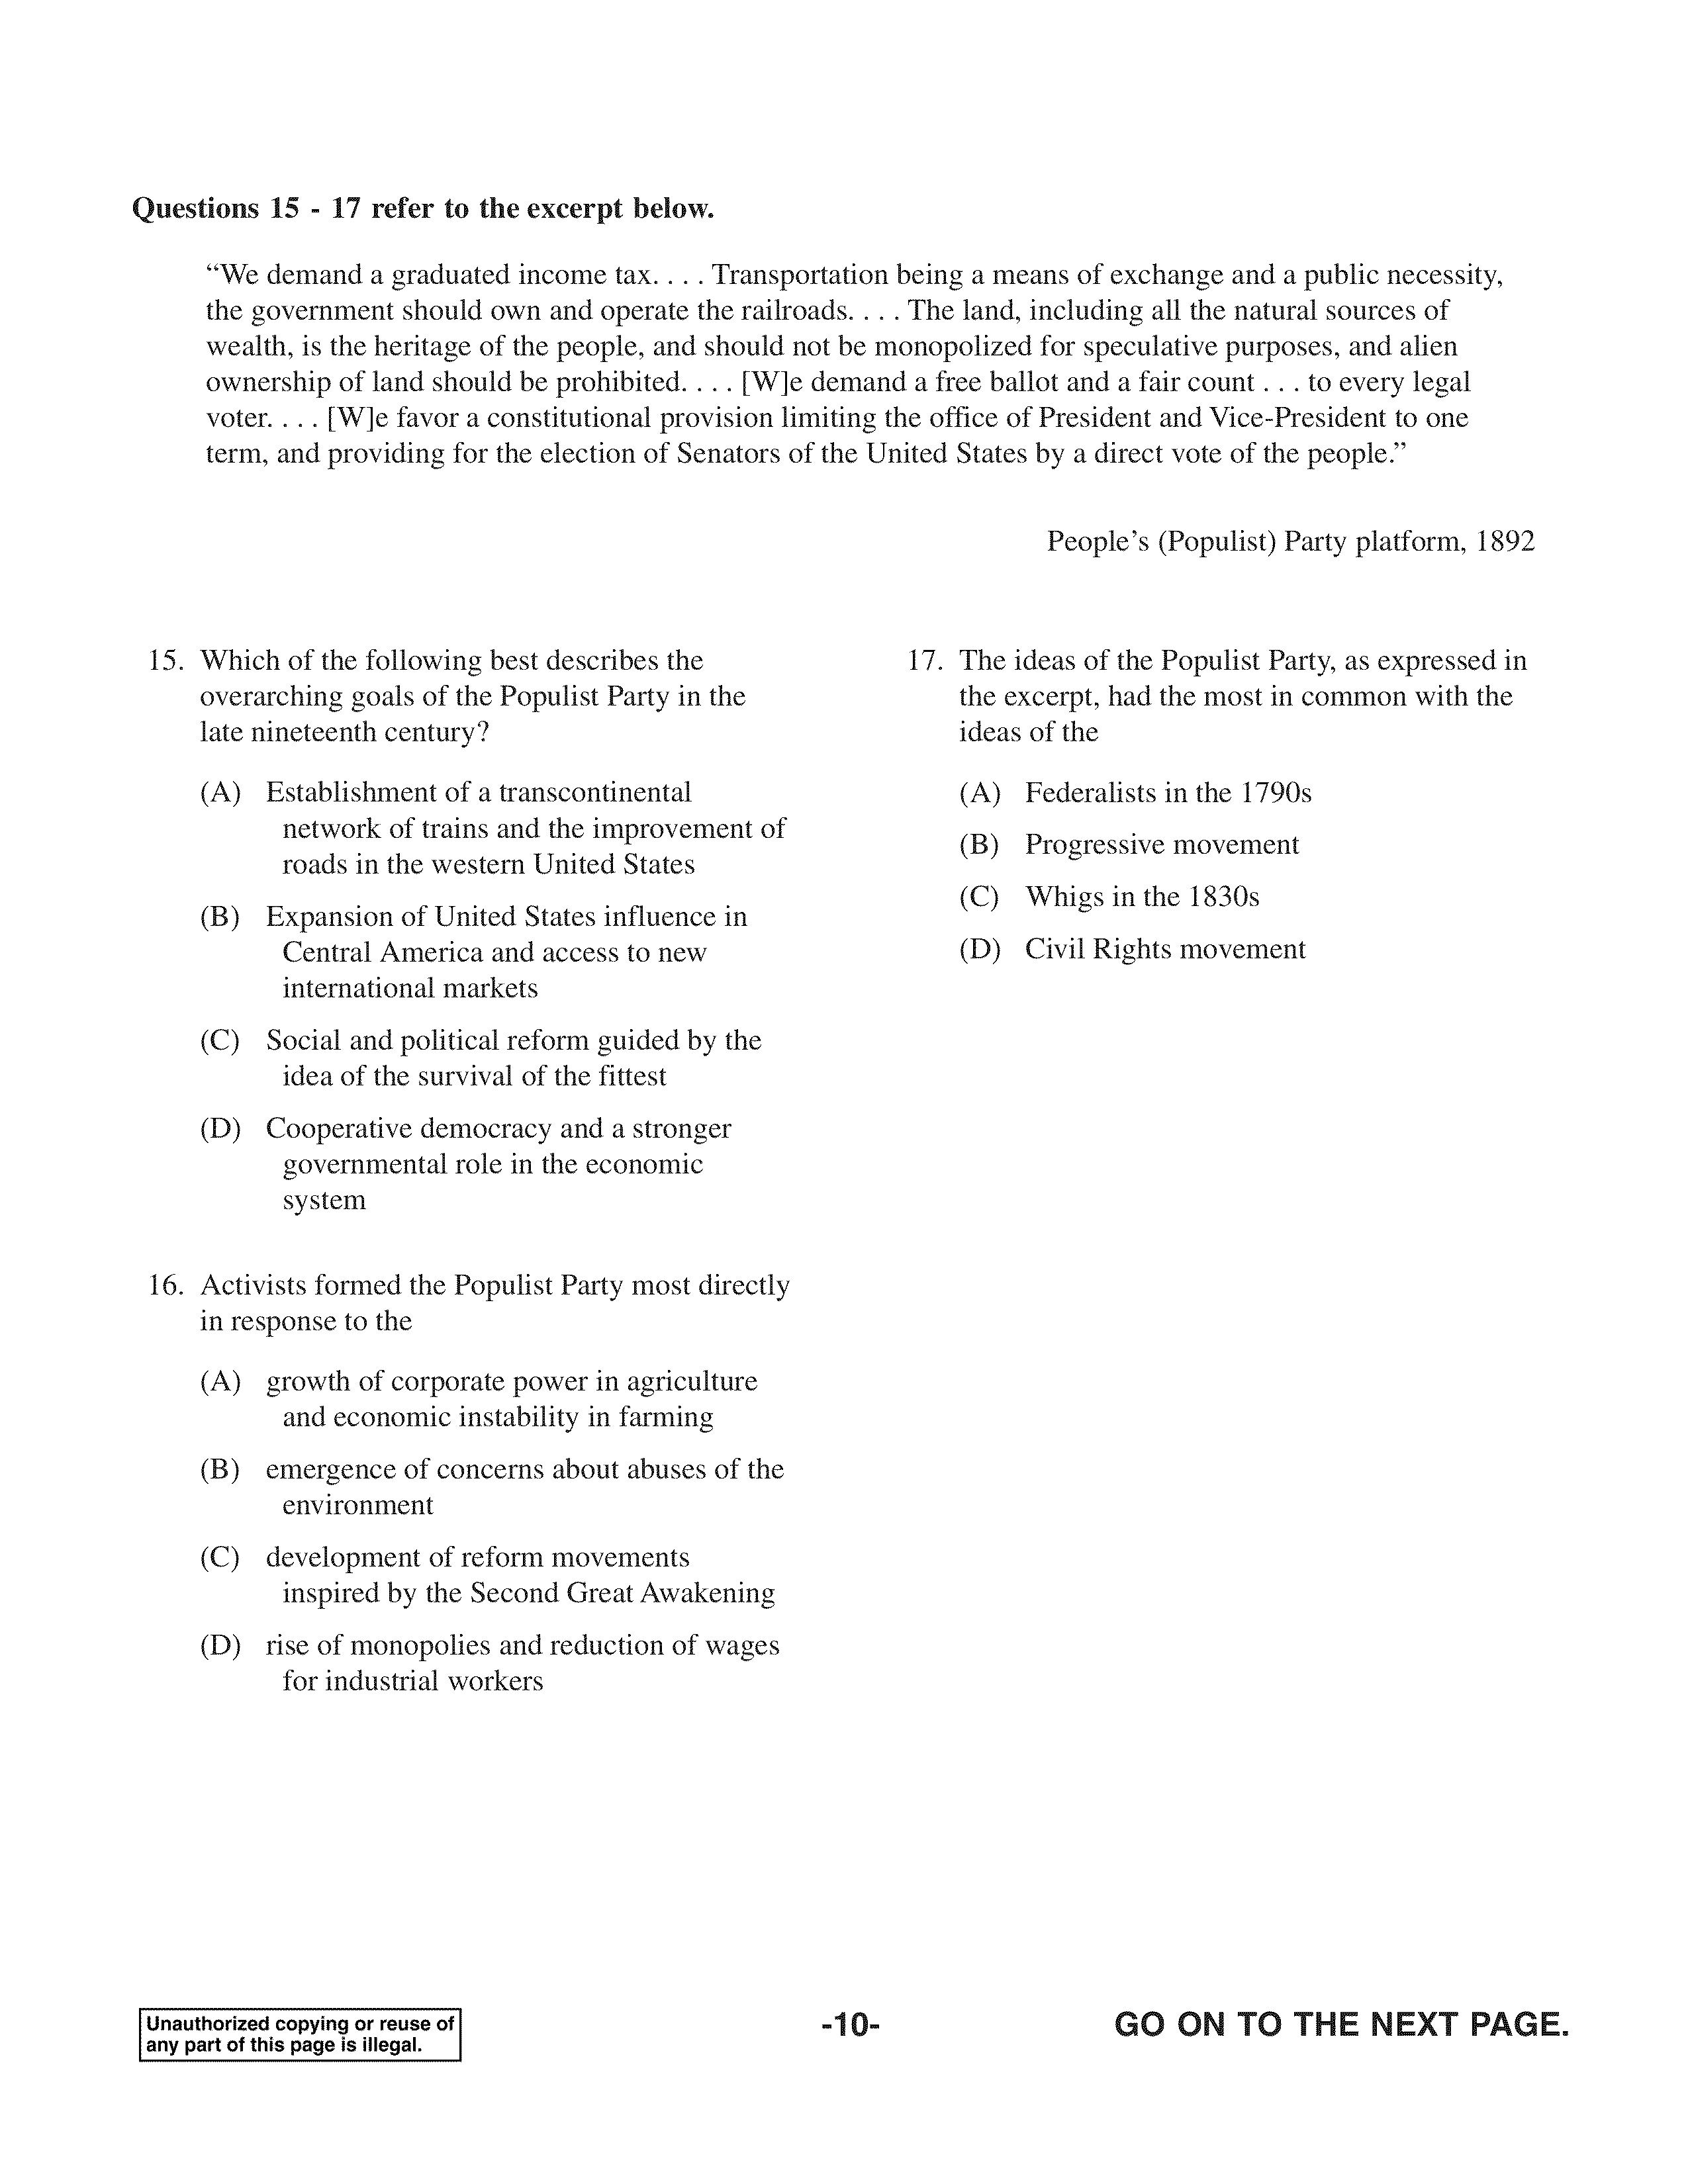 Questions 15 - 17 refer to the excerpt below.
“We demand a graduated income tax. . . . Transportation being a means of exchange and a public necessity,
the government should own and operate the railroads. . . . The land, including all the natural sources of
wealth, is the heritage of the people, and should not be monopolized for speculative purposes, and alien
ownership of land should be prohibited. . . . [W]e demand a free ballot and a fair count . . . to every legal
voter. . . . [W]e favor a constitutional provision limiting the office of President and Vice-President to one
term, and providing for the election of Senators of the United States by a direct vote of the people.”
People’s (Populist) Party platform, 1892
15. Which of the following best describes the
overarching goals of the Populist Party in the
late nineteenth century?
(A) Establishment of a transcontinental
network of trains and the improvement of
roads in the western United States
(B) Expansion of United States influence in
Central America and access to new
international markets
(C) Social and political reform guided by the
idea of the survival of the fittest
(D) Cooperative democracy and a stronger
governmental role in the economic
system
16. Activists formed the Populist Party most directly
in response to the
(A) growth of corporate power in agriculture
and economic instability in farming
(B) emergence of concerns about abuses of the
environment
(C) development of reform movements
inspired by the Second Great Awakening
(D) rise of monopolies and reduction of wages
for industrial workers
17. The ideas of the Populist Party, as expressed in
the excerpt, had the most in common with the
ideas of the
(A) Federalists in the 1790s
(B) Progressive movement
(C) Whigs in the 1830s
(D) Civil Rights movement
Unauthorized copying or reuse of
any part of this page is illegal.
-10-
GO ON TO THE NEXT PAGE.